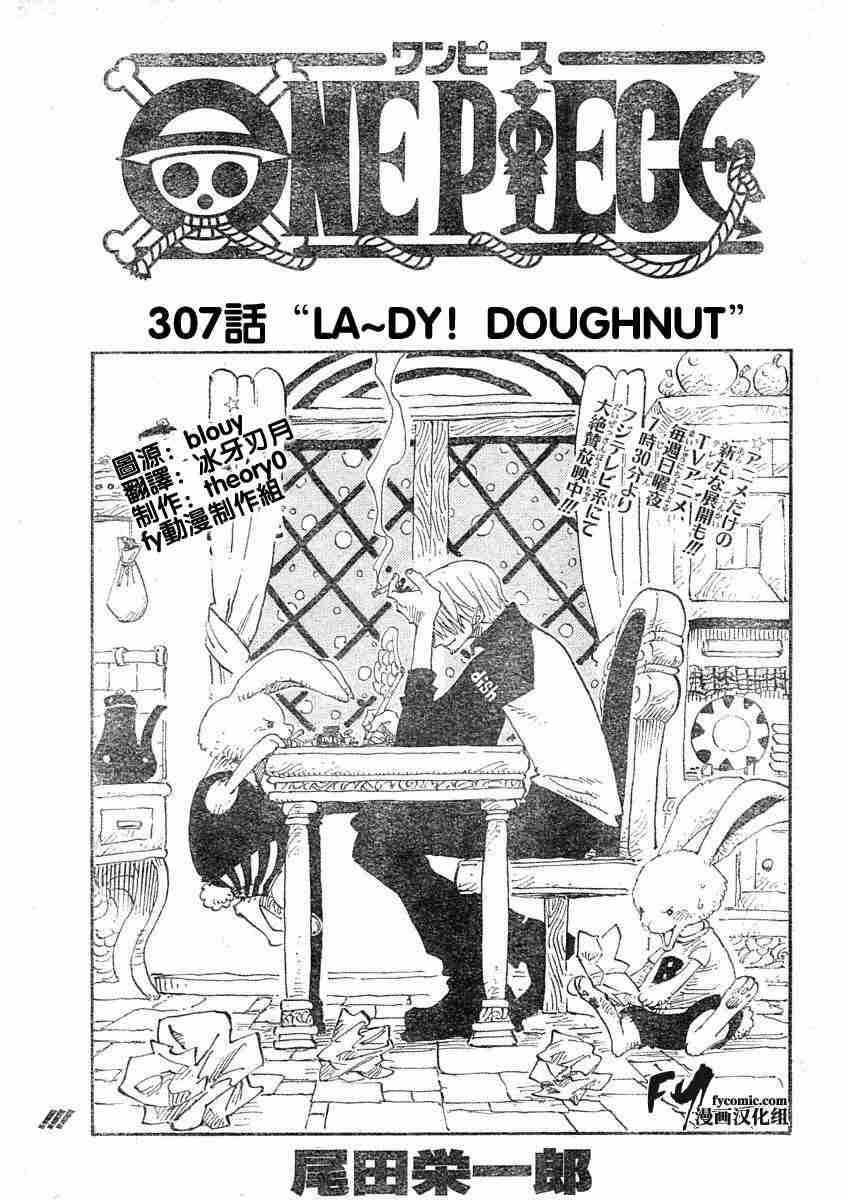 ワンピース
ONE PIECE
307話 “LA~DY! DOUGHNUT”
圖源：blouy
翻譯：冰牙刃月
制作：theory0
fy動漫制作組
☆アニメだけの
新たな展開も!!!
TVアニメ、
毎週日曜夜
7時30分より
フジテレビ系にて
大絶賛放映中!!!
dish
FY
fycomic.com
漫画汉化组
尾田栄一郎